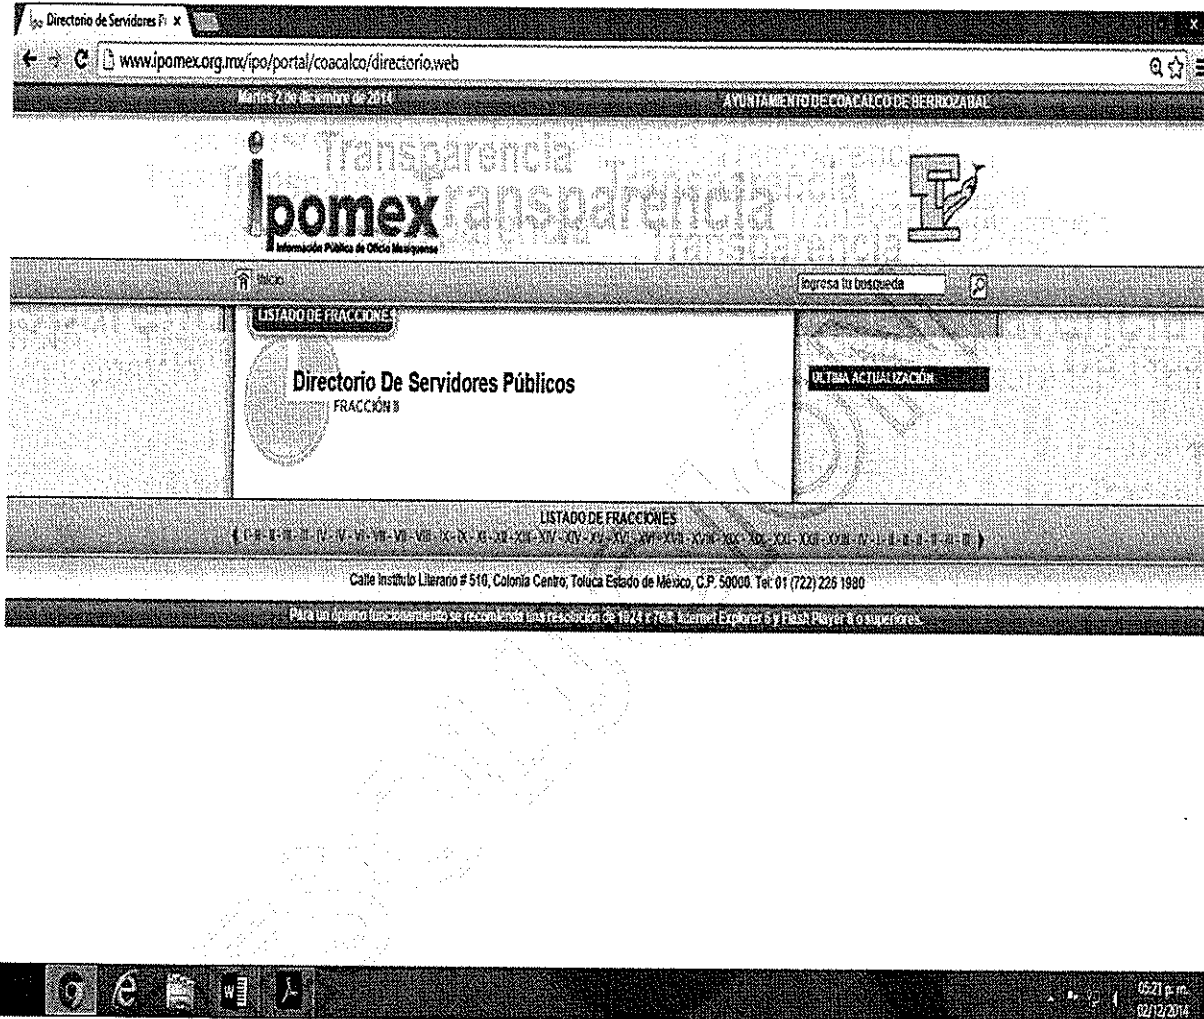 Directorio de Servidores P
www.ipomex.org.mx/ipo/portal/coacalco/directorio.web
Martes 2 de diciembre de 2014
AYUNTAMIENTO DE COACALCO DE BERRIOZABAL
Transparencia
Transparencia
Transparencia
ipomex
Información Pública de Oficio Mexiquense
Inicio
ingresa tu busqueda
LISTADO DE FRACCIONES
Directorio De Servidores Públicos
FRACCIÓN II
ULTIMA ACTUALIZACIÓN
LISTADO DE FRACCIONES
Calle Instituto Literario # 510, Colonia Centro, Toluca Estado de México, C.P. 50000. Tel: 01 (722) 226 1980
Para un óptimo funcionamiento se recomienda una resolución de 1024 x 768, Internet Explorer 6 y Flash Player 8 o superiores.
05:21 p. m.
02/12/2014